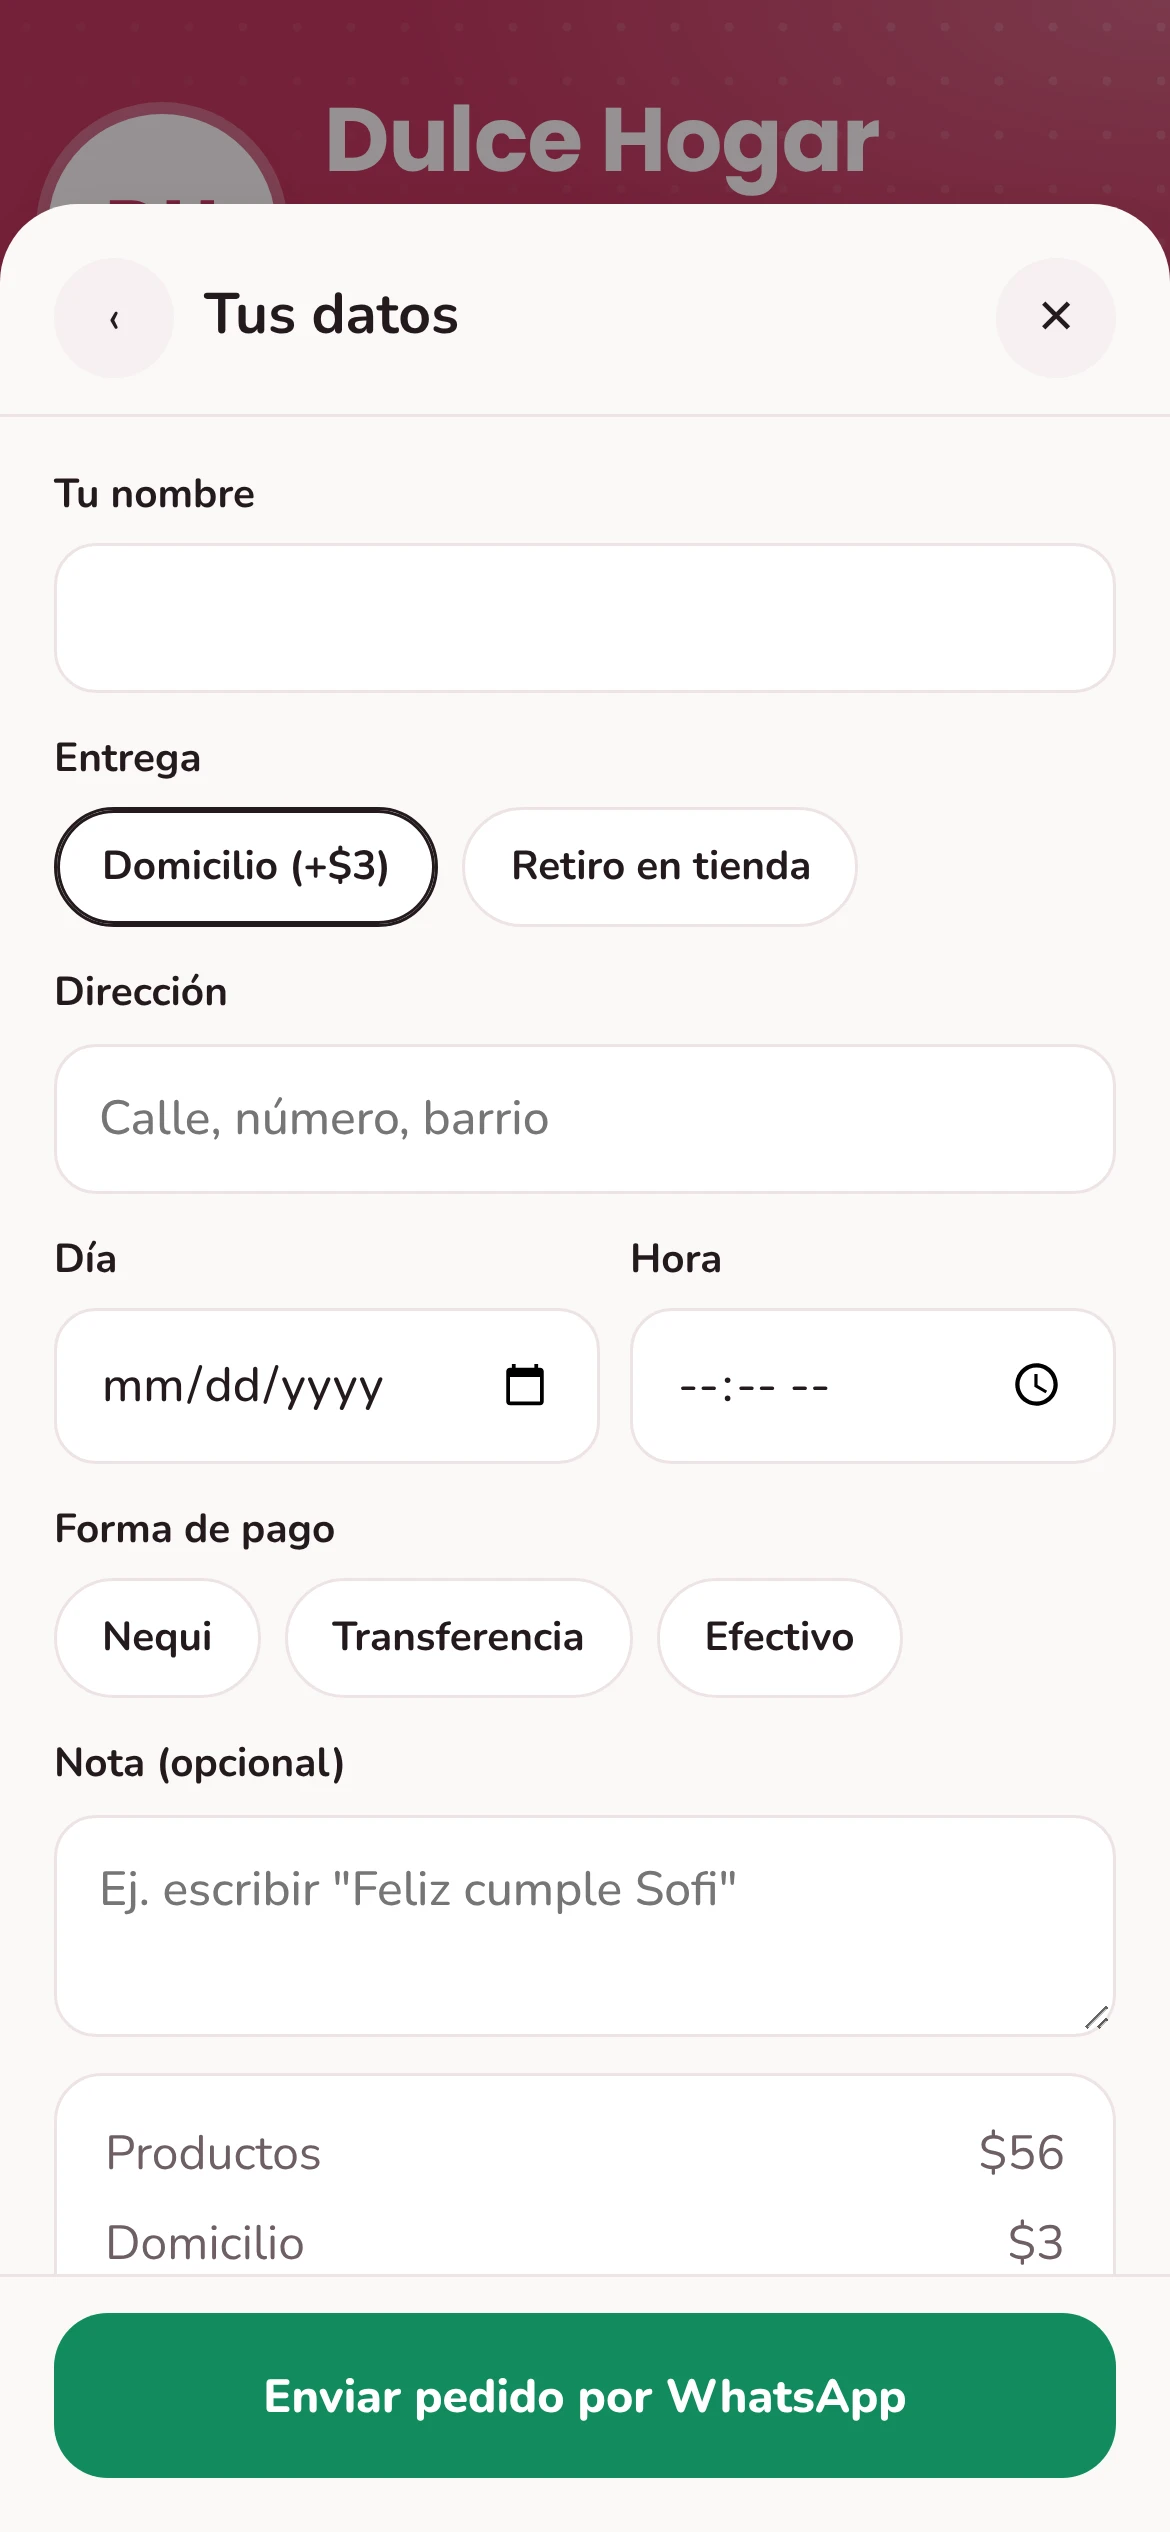 Dulce Hogar
‹ Tus datos ✕
Tu nombre
Entrega
Domicilio (+$3) Retiro en tienda
Dirección
Calle, número, barrio
Día Hora
mm/dd/yyyy --:-- --
Forma de pago
Nequi Transferencia Efectivo
Nota (opcional)
Ej. escribir "Feliz cumple Sofi"
Productos $56
Domicilio $3
Enviar pedido por WhatsApp